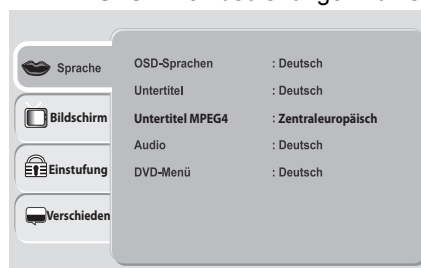 Sprache
Bildschirm
Einstufung
Verschieden
OSD-Sprachen : Deutsch
Untertitel : Deutsch
Untertitel MPEG4 : Zentraleuropäisch
Audio : Deutsch
DVD-Menü : Deutsch